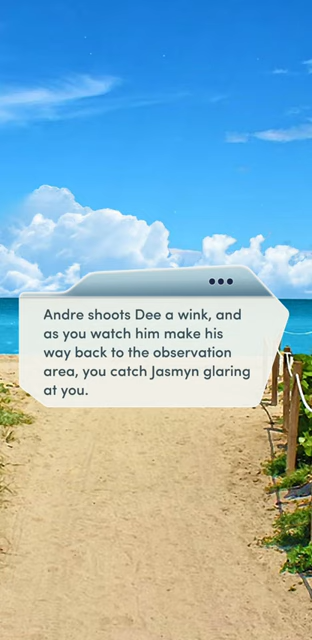 Andre shoots Dee a wink, and
as you watch him make his
way back to the observation
area, you catch Jasmyn glaring
at you.